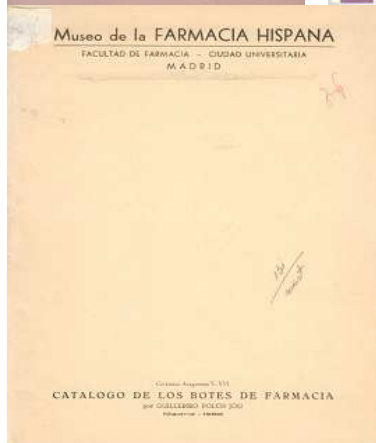 Museo de la FARMACIA HISPANA
FACULTAD DE FARMACIA - CIUDAD UNIVERSITARIA
MADRID
CATALOGO DE LOS BOTES DE FARMACIA
por GUILLERMO FOLCH JOU